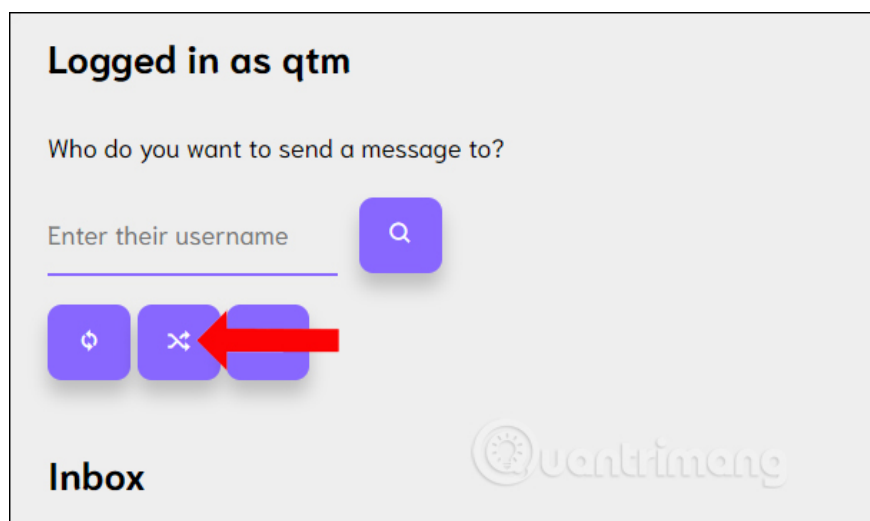 Logged in as qtm
Who do you want to send a message to?
Enter their username
Inbox
Quantrimang